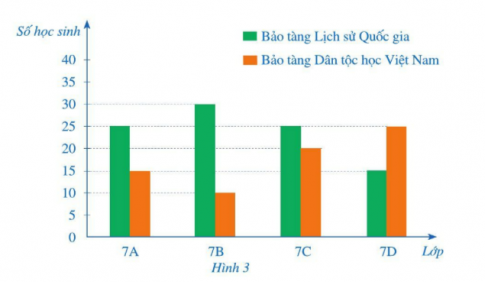 Số học sinh
Bảo tàng Lịch sử Quốc gia
Bảo tàng Dân tộc học Việt Nam
40
35
30
25
20
15
10
5
0
7A 7B 7C 7D Lớp
Hình 3